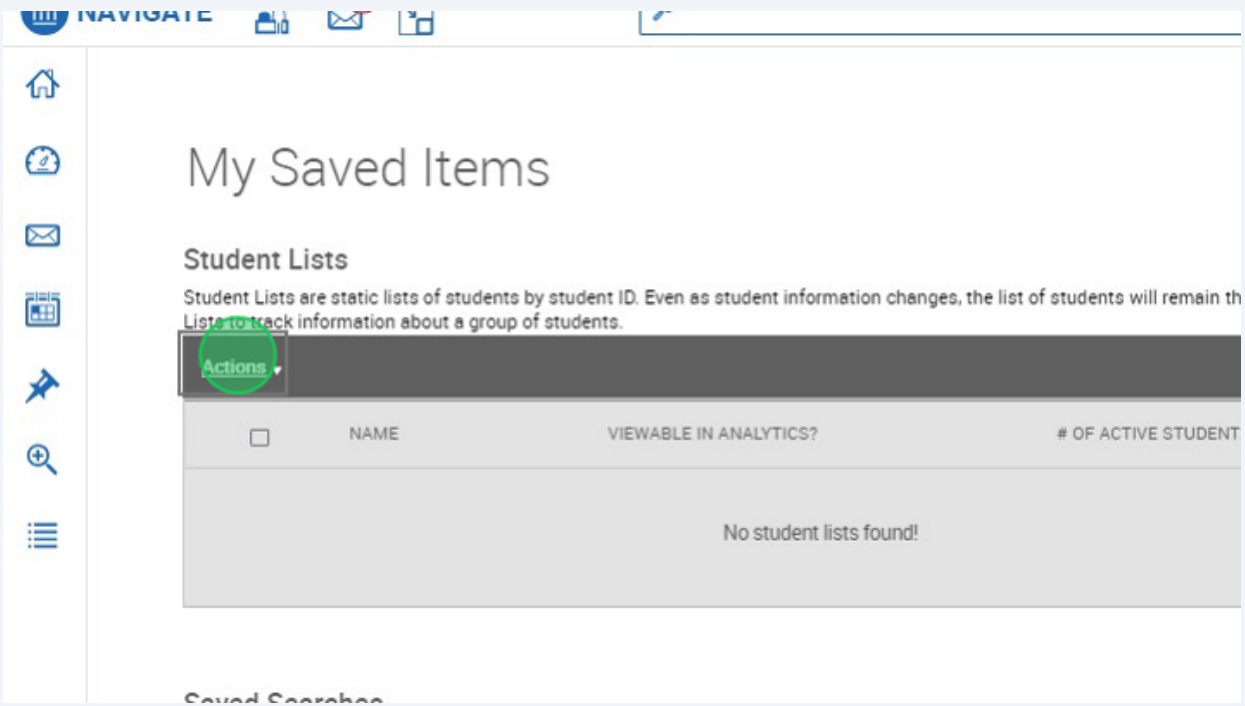 NAVIGATE
My Saved Items
Student Lists
Student Lists are static lists of students by student ID. Even as student information changes, the list of students will remain th
Lists to track information about a group of students.
Actions
NAME VIEWABLE IN ANALYTICS? # OF ACTIVE STUDENT
No student lists found!
Saved Searches